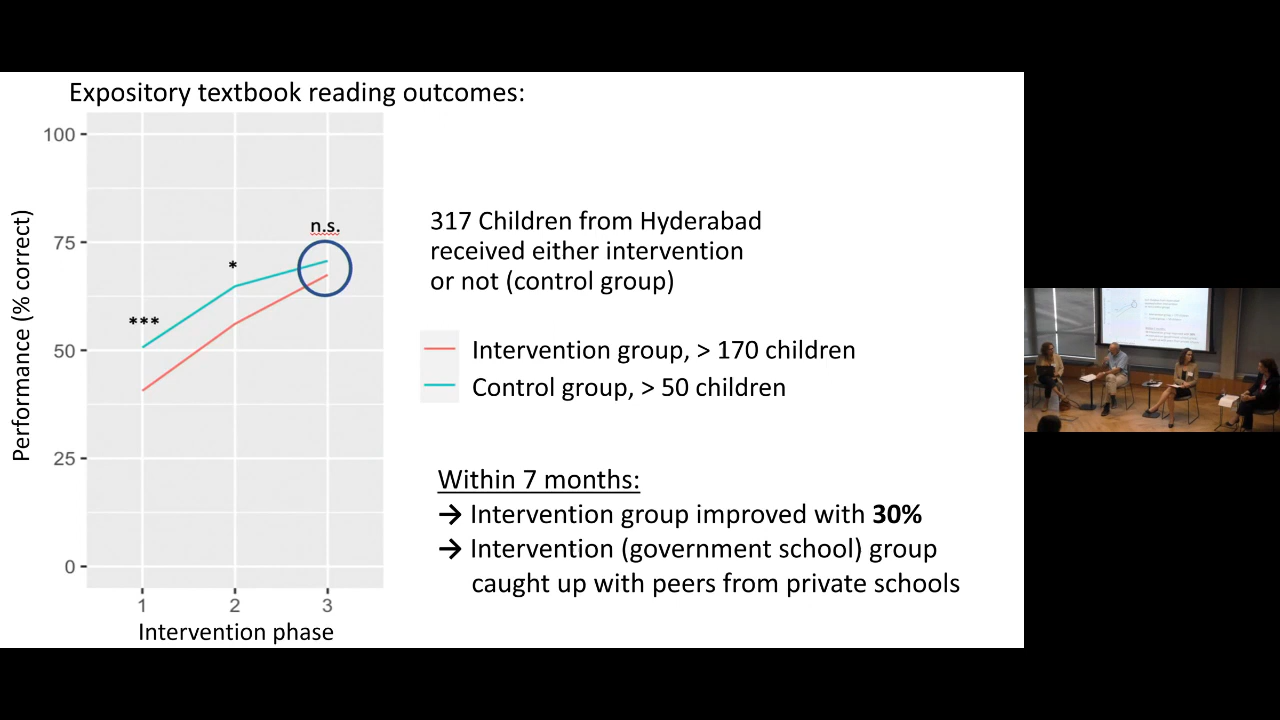 Expository textbook reading outcomes:
Performance (% correct)
100
75
50
25
0
***
*
n.s.
1
2
3
Intervention phase
317 Children from Hyderabad
received either intervention
or not (control group)
Intervention group, > 170 children
Control group, > 50 children
Within 7 months:
→ Intervention group improved with 30%
→ Intervention (government school) group
caught up with peers from private schools